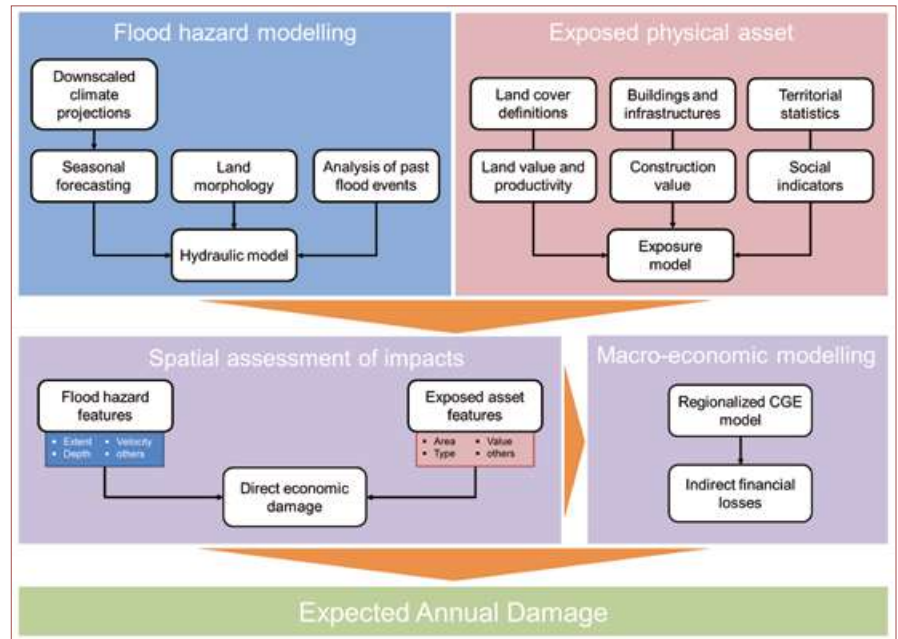 Flood hazard modelling
Downscaled
climate
projections
Seasonal
forecasting
Land
morphology
Analysis of past
flood events
Hydraulic model
Exposed physical asset
Land cover
definitions
Buildings and
infrastructures
Territorial
statistics
Land value and
productivity
Construction
value
Social
indicators
Exposure
model
Spatial assessment of impacts
Flood hazard
features
▪ Extent ▪ Velocity
▪ Depth ▪ others
Exposed asset
features
▪ Area ▪ Value
▪ Type ▪ others
Direct economic
damage
Macro-economic modelling
Regionalized CGE
model
Indirect financial
losses
Expected Annual Damage